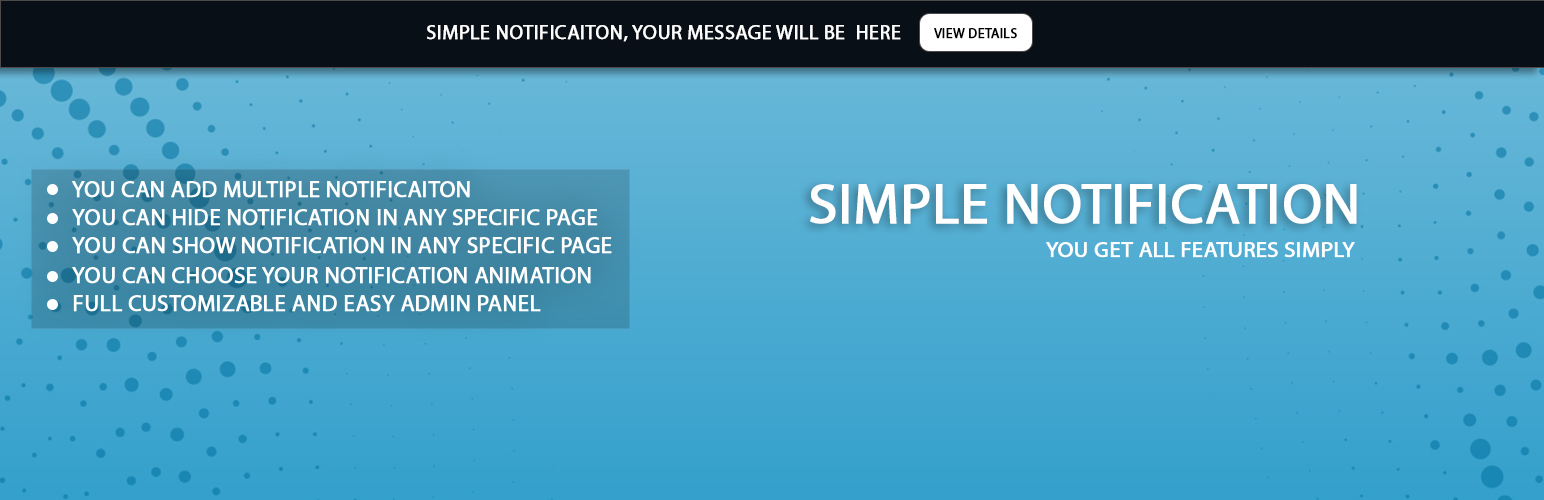 SIMPLE NOTIFICAITON, YOUR MESSAGE WILL BE  HERE
VIEW DETAILS
• YOU CAN ADD MULTIPLE NOTIFICAITON
• YOU CAN HIDE NOTIFICATION IN ANY SPECIFIC PAGE
• YOU CAN SHOW NOTIFICATION IN ANY SPECIFIC PAGE
• YOU CAN CHOOSE YOUR NOTIFICATION ANIMATION
• FULL CUSTOMIZABLE AND EASY ADMIN PANEL
SIMPLE NOTIFICATION
YOU GET ALL FEATURES SIMPLY